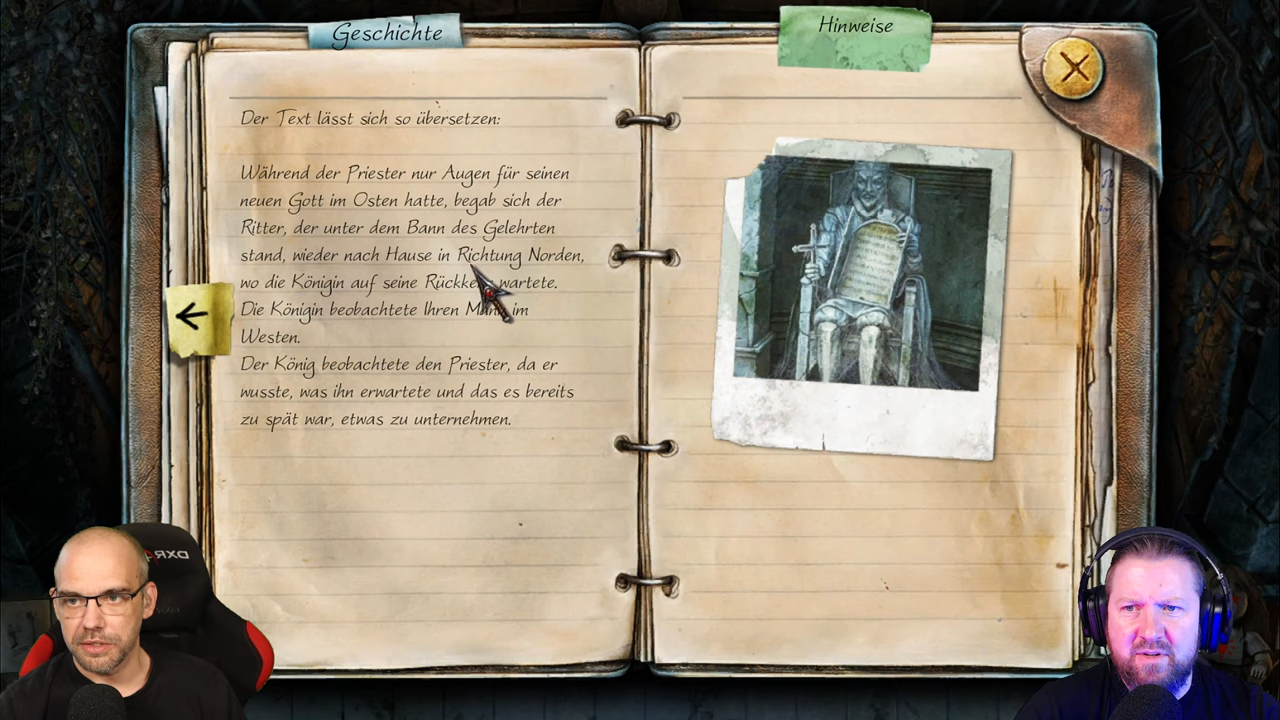 Geschichte
Hinweise
Der Text lässt sich so übersetzen:
Während der Priester nur Augen für seinen
neuen Gott im Osten hatte, begab sich der
Ritter, der unter dem Bann des Gelehrten
stand, wieder nach Hause in Richtung Norden,
wo die Königin auf seine wartete.
Die Königin beobachtete Ihren im
Westen.
Der König beobachtete den Priester, da er
wusste, was ihn erwartete und das es bereits
zu spät war, etwas zu unternehmen.